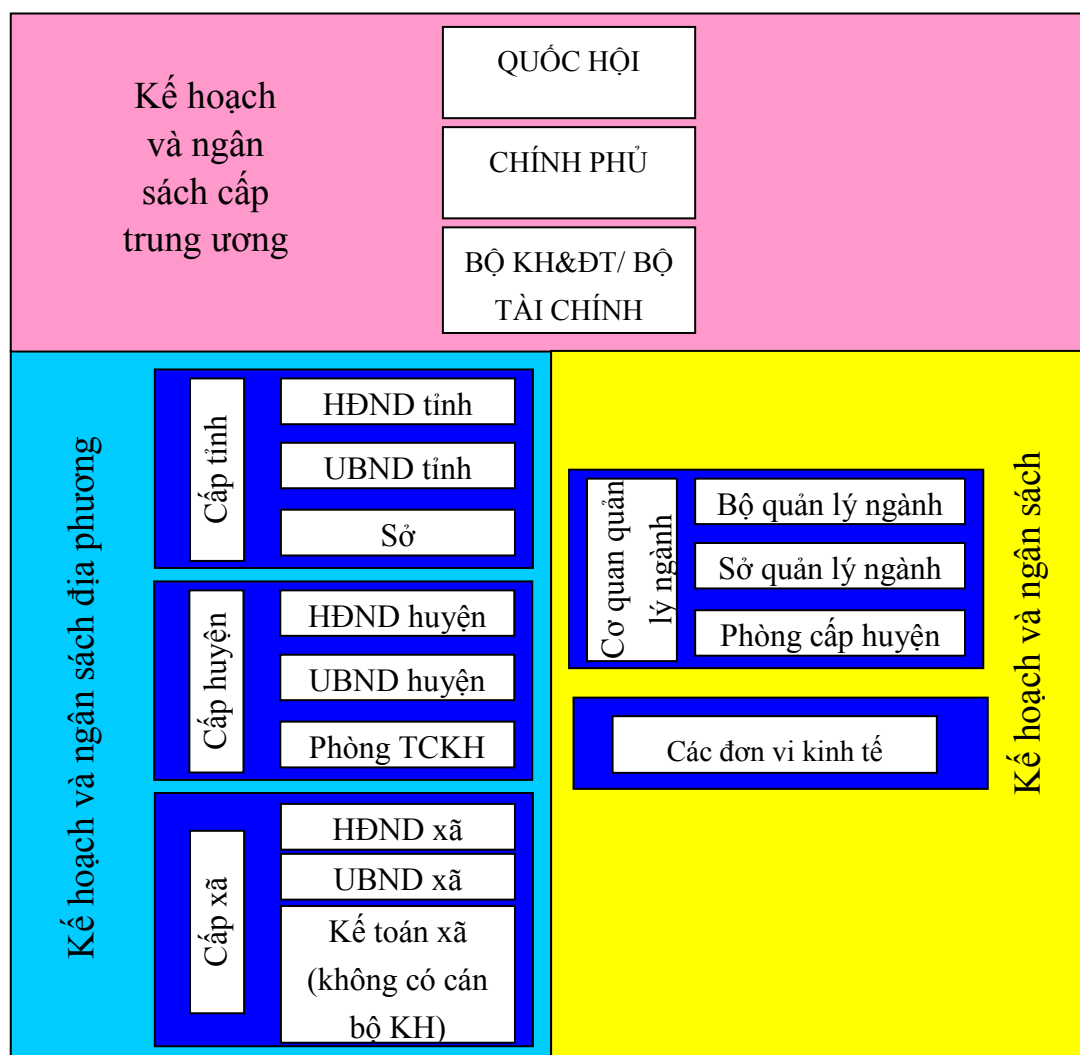 Kế hoạch
và ngân
sách cấp
trung ương
QUỐC HỘI
CHÍNH PHỦ
BỘ KH&ĐT/ BỘ
TÀI CHÍNH
Kế hoạch và ngân sách địa phương
Cấp tỉnh
HĐND tỉnh
UBND tỉnh
Sở
Cấp huyện
HĐND huyện
UBND huyện
Phòng TCKH
Cấp xã
HĐND xã
UBND xã
Kế toán xã
(không có cán
bộ KH)
Cơ quan quản
lý ngành
Bộ quản lý ngành
Sở quản lý ngành
Phòng cấp huyện
Các đơn vi kinh tế
Kế hoạch và ngân sách